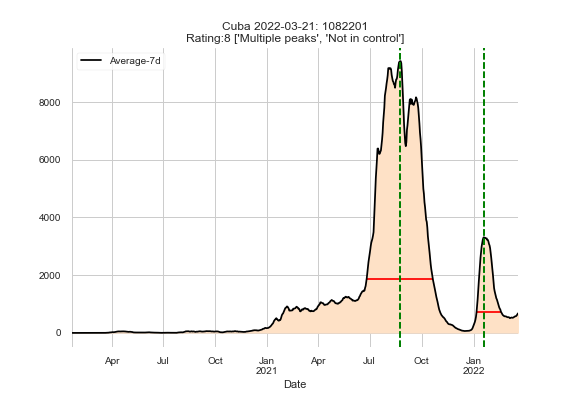 Cuba 2022-03-21: 1082201
Rating:8 ['Multiple peaks', 'Not in control']
Average-7d
8000
6000
4000
2000
0
Apr Jul Oct Jan Apr Jul Oct Jan
2021 2022
Date